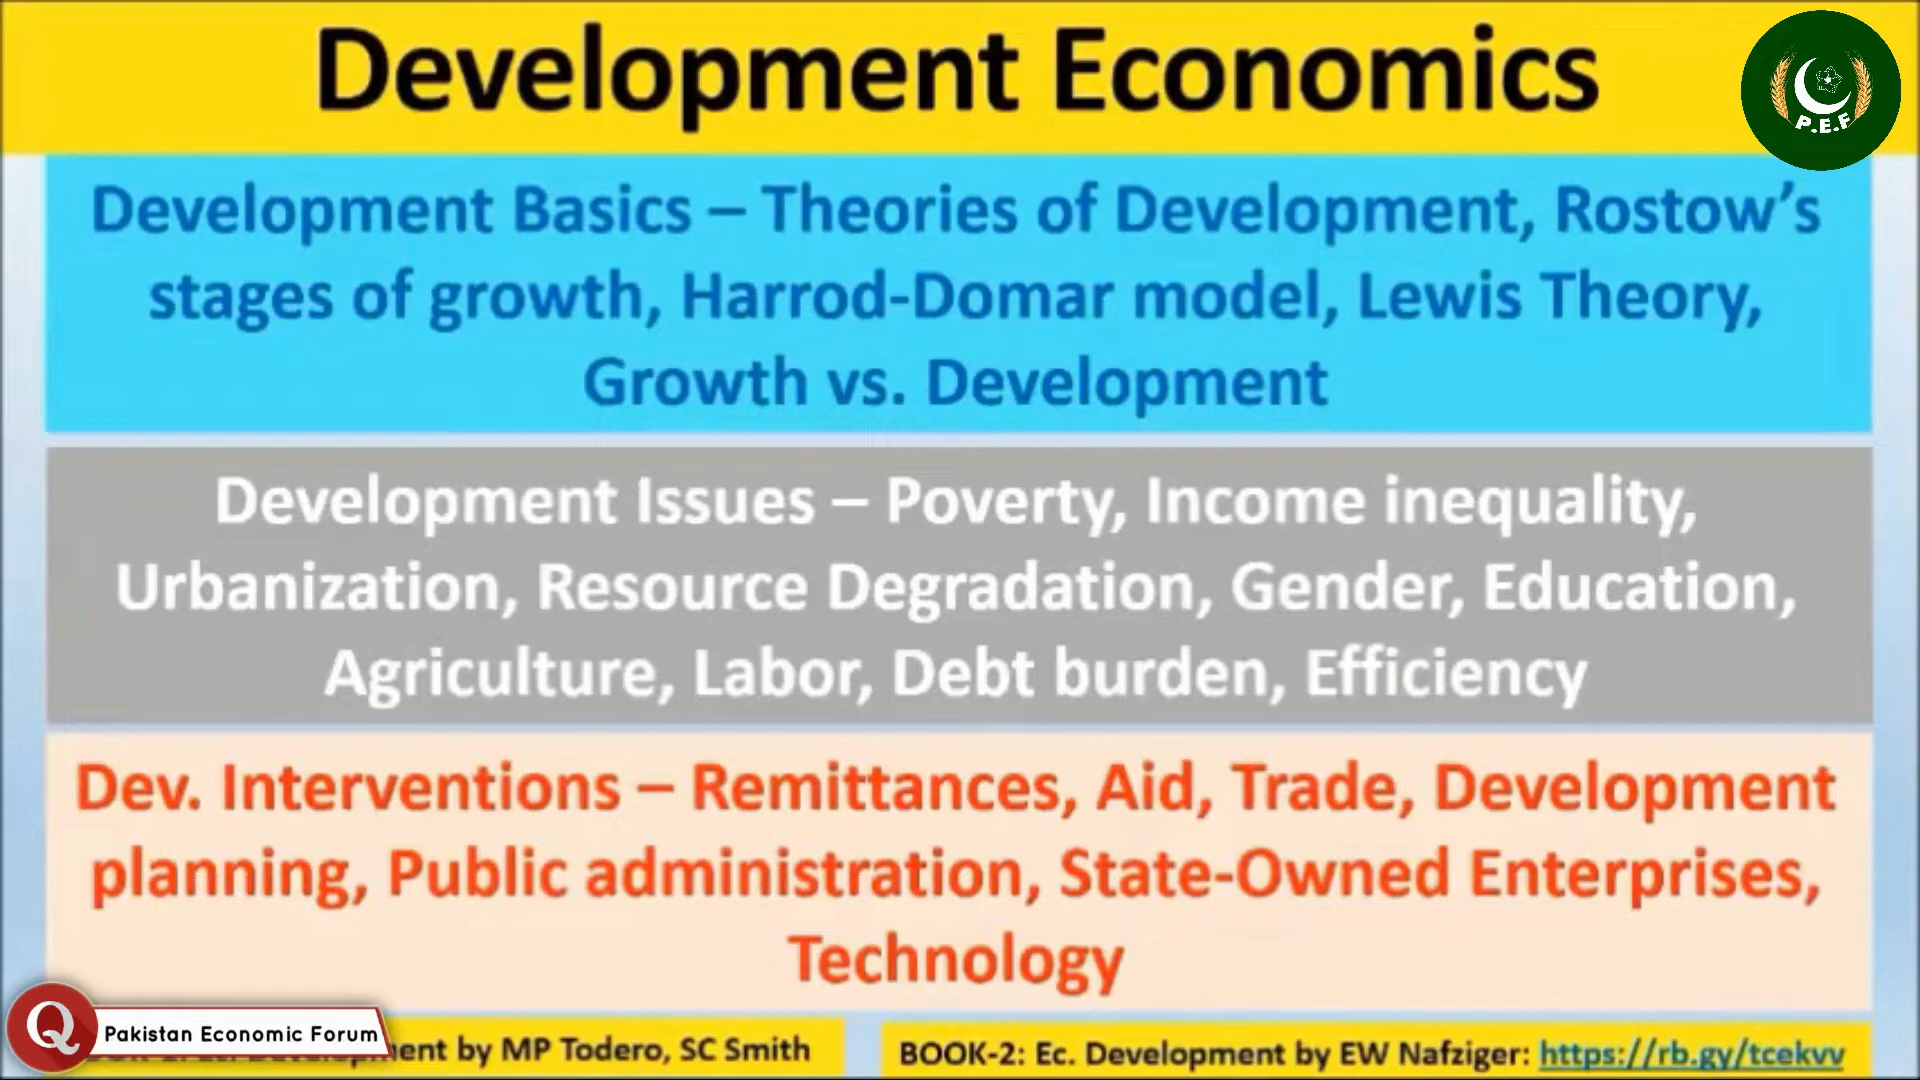 Development Economics
P.E.F
Development Basics – Theories of Development, Rostow's
stages of growth, Harrod-Domar model, Lewis Theory,
Growth vs. Development
Development Issues – Poverty, Income inequality,
Urbanization, Resource Degradation, Gender, Education,
Agriculture, Labor, Debt burden, Efficiency
Dev. Interventions – Remittances, Aid, Trade, Development
planning, Public administration, State-Owned Enterprises,
Technology
Q Pakistan Economic Forum
by MP Todero, SC Smith
BOOK-2: Ec. Development by EW Nafziger: https://rb.gy/tcekvv